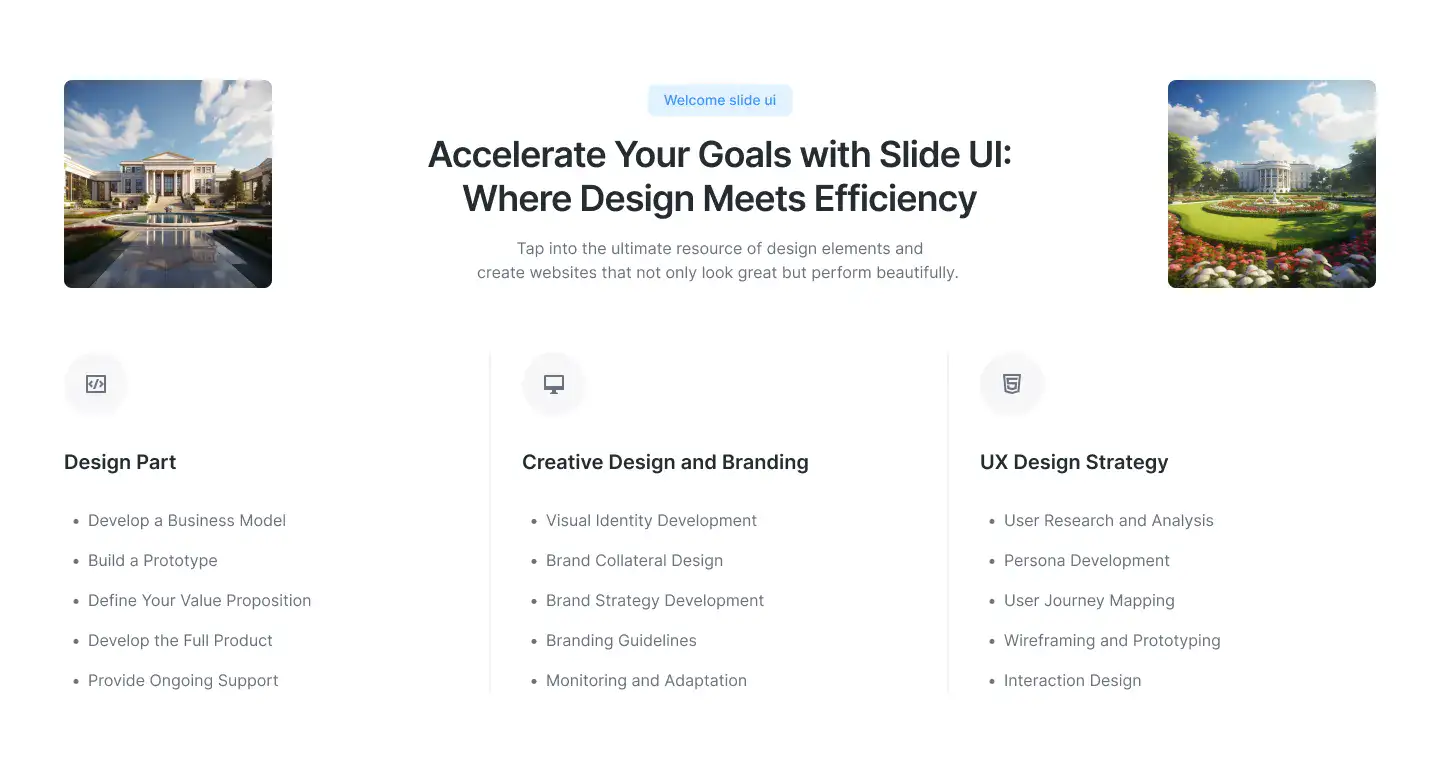 Welcome slide ui
Accelerate Your Goals with Slide UI:
Where Design Meets Efficiency
Tap into the ultimate resource of design elements and
create websites that not only look great but perform beautifully.
Design Part
• Develop a Business Model
• Build a Prototype
• Define Your Value Proposition
• Develop the Full Product
• Provide Ongoing Support
Creative Design and Branding
• Visual Identity Development
• Brand Collateral Design
• Brand Strategy Development
• Branding Guidelines
• Monitoring and Adaptation
UX Design Strategy
• User Research and Analysis
• Persona Development
• User Journey Mapping
• Wireframing and Prototyping
• Interaction Design